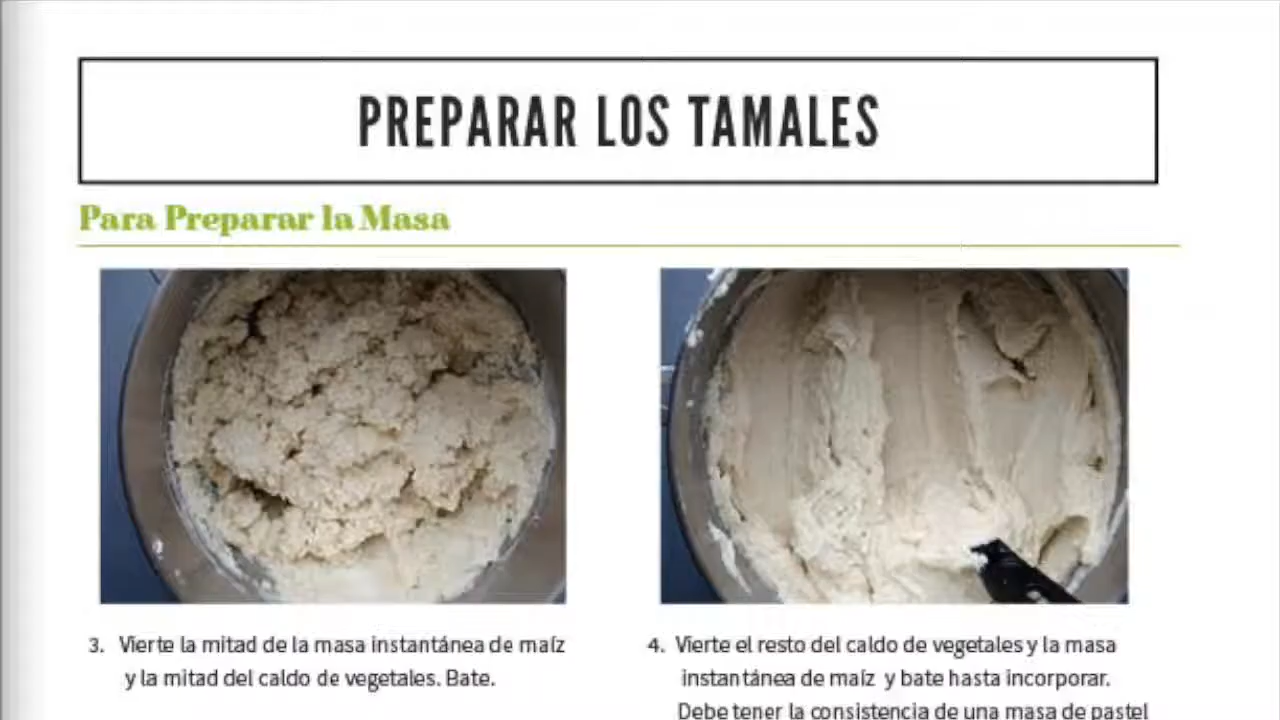 PREPARAR LOS TAMALES
Para Preparar la Masa
3. Vierte la mitad de la masa instantánea de maíz
y la mitad del caldo de vegetales. Bate.
4. Vierte el resto del caldo de vegetales y la masa
instantánea de maíz y bate hasta incorporar.
Debe tener la consistencia de una masa de pastel